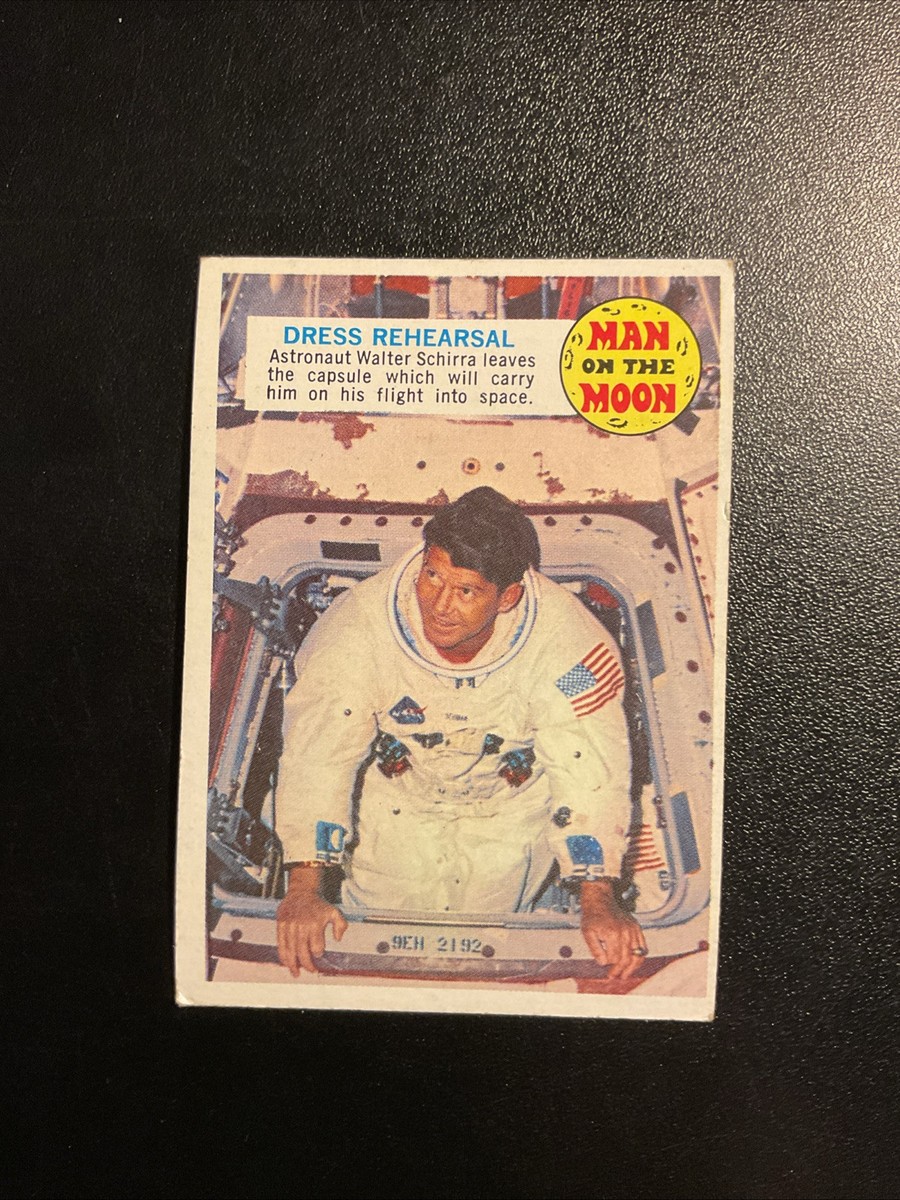 DRESS REHEARSAL
Astronaut Walter Schirra leaves
the capsule which will carry
him on his flight into space.
MAN
ON THE
MOON
NASA
9EH 2192